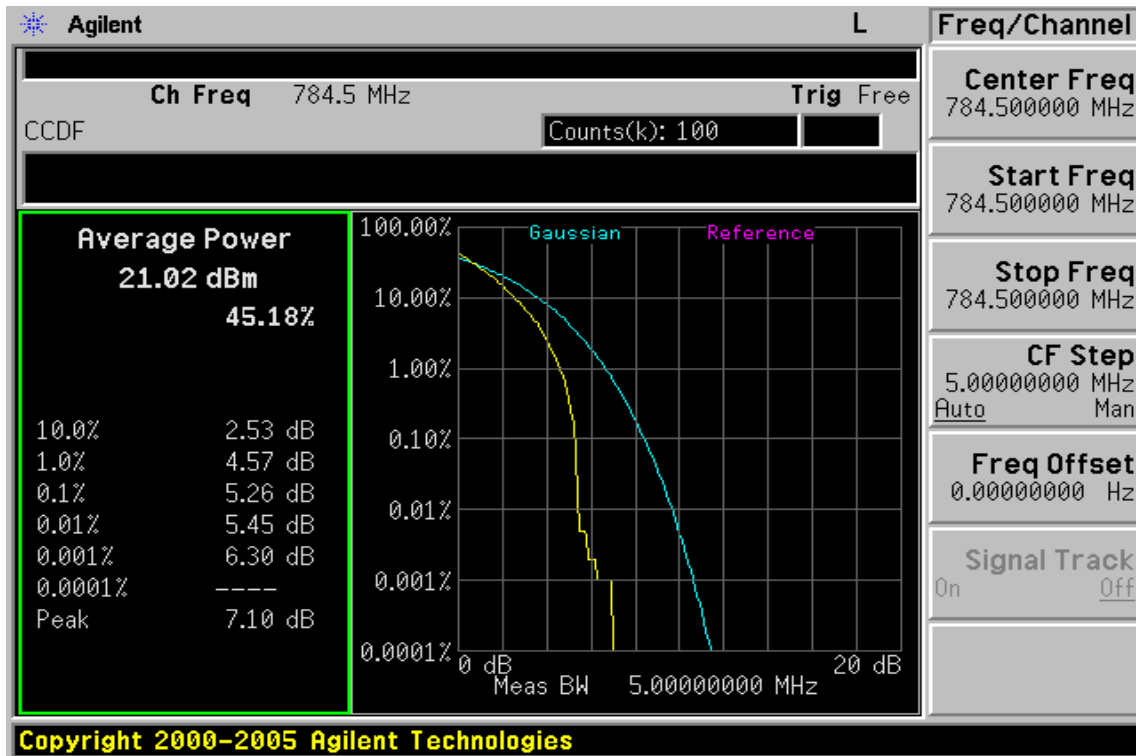 Agilent
L
Freq/Channel
Ch Freq 784.5 MHz
Trig Free
CCDF
Counts(k): 100
Average Power
21.02 dBm
45.18%
10.0% 2.53 dB
1.0% 4.57 dB
0.1% 5.26 dB
0.01% 5.45 dB
0.001% 6.30 dB
0.0001% ----
Peak 7.10 dB
Gaussian
Reference
100.00%
10.00%
1.00%
0.10%
0.01%
0.001%
0.0001%
0 dB
20 dB
Meas BW 5.00000000 MHz
Center Freq
784.500000 MHz
Start Freq
784.500000 MHz
Stop Freq
784.500000 MHz
CF Step
5.00000000 MHz
Auto Man
Freq Offset
0.00000000 Hz
Signal Track
On Off
Copyright 2000-2005 Agilent Technologies